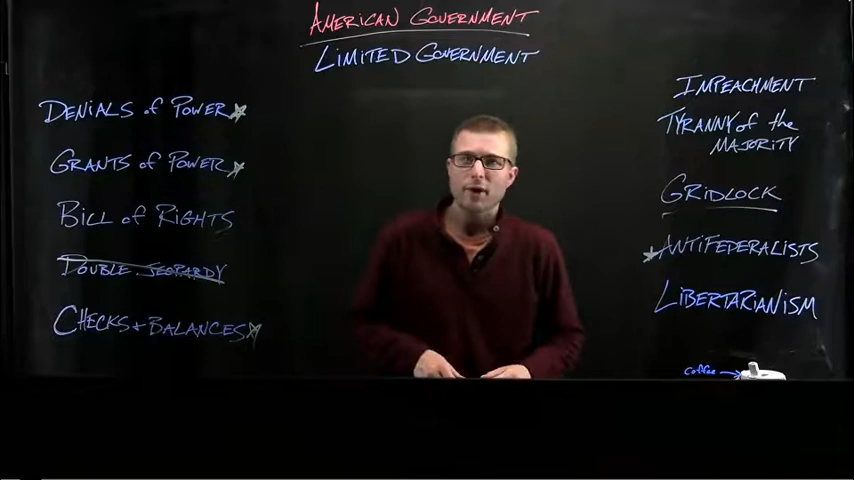 AMERICAN GOVERNMENT
LIMITED GOVERNMENT
DENIALS of POWER
GRANTS of POWER
BILL of RIGHTS
DOUBLE JEOPARDY
CHECKS + BALANCES
IMPEACHMENT
TYRANNY of the
MAJORITY
GRIDLOCK
ANTIFEDERALISTS
LIBERTARIANISM
Coffee